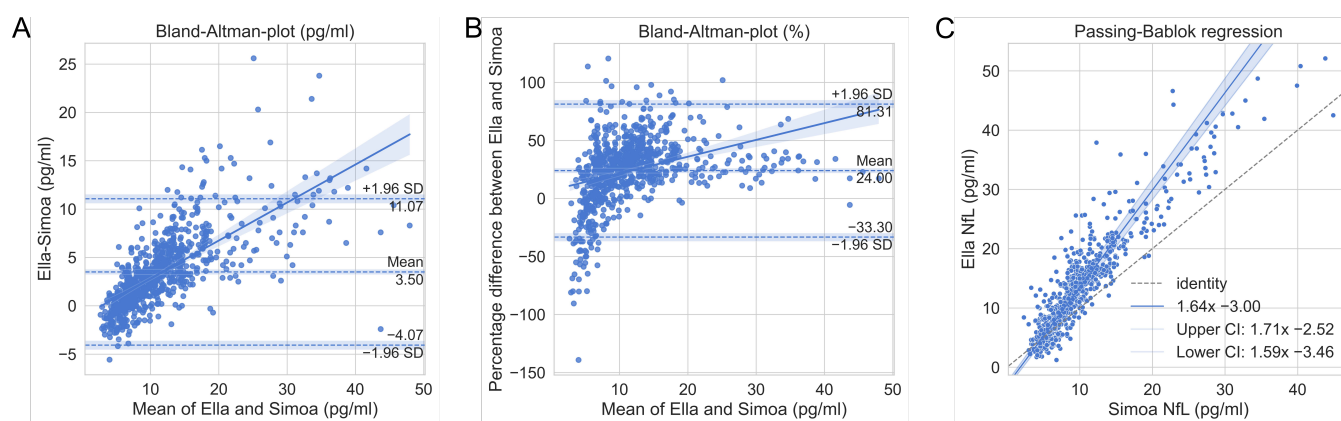 A
Bland-Altman-plot (pg/ml)
Ella-Simoa (pg/ml)
25
20
15
10
5
0
−5
+1.96 SD
11.07
Mean
3.50
−4.07
−1.96 SD
10
20
30
40
50
Mean of Ella and Simoa (pg/ml)
B
Bland-Altman-plot (%)
Percentage difference between Ella and Simoa
100
50
0
−50
−100
−150
+1.96 SD
81.31
Mean
24.00
−33.30
−1.96 SD
10
20
30
40
50
Mean of Ella and Simoa (pg/ml)
C
Passing-Bablok regression
Ella NfL (pg/ml)
50
40
30
20
10
0
identity
1.64x −3.00
Upper CI: 1.71x −2.52
Lower CI: 1.59x −3.46
10
20
30
40
Simoa NfL (pg/ml)